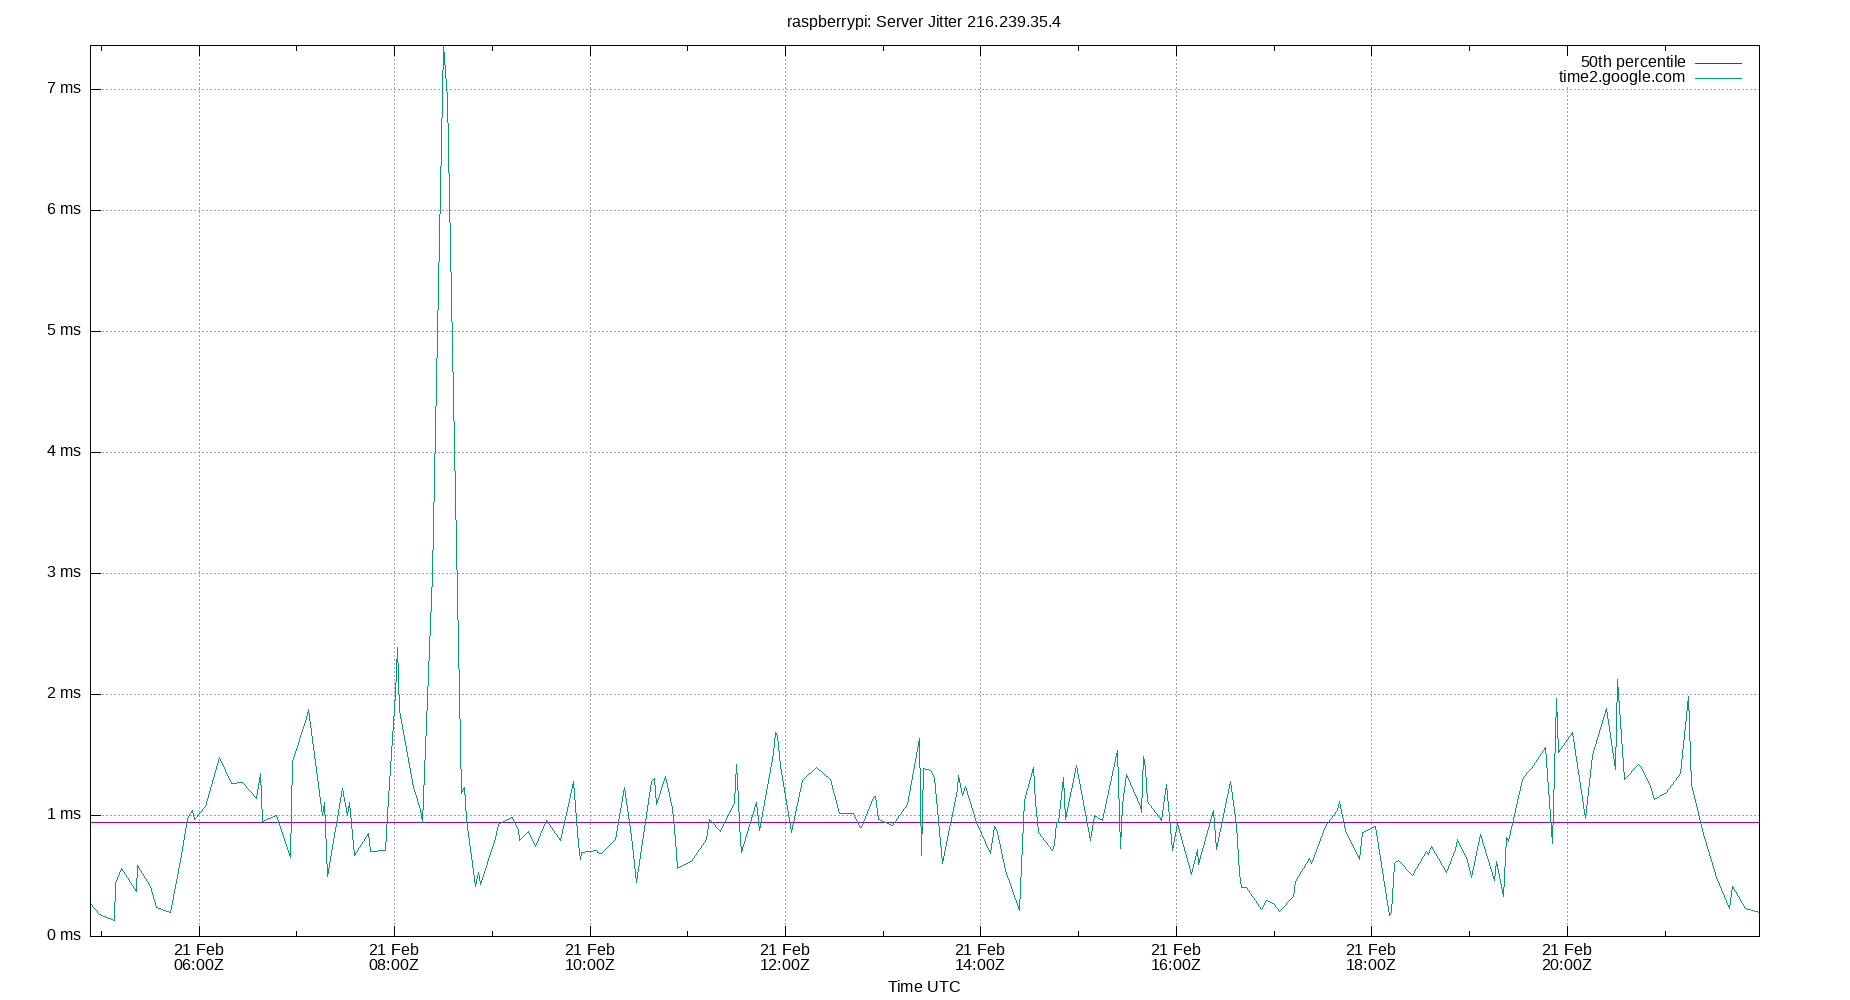 raspberrypi: Server Jitter 216.239.35.4
50th percentile
time2.google.com
7 ms
6 ms
5 ms
4 ms
3 ms
2 ms
1 ms
0 ms
21 Feb 21 Feb 21 Feb 21 Feb 21 Feb 21 Feb 21 Feb 21 Feb
06:00Z 08:00Z 10:00Z 12:00Z 14:00Z 16:00Z 18:00Z 20:00Z
Time UTC